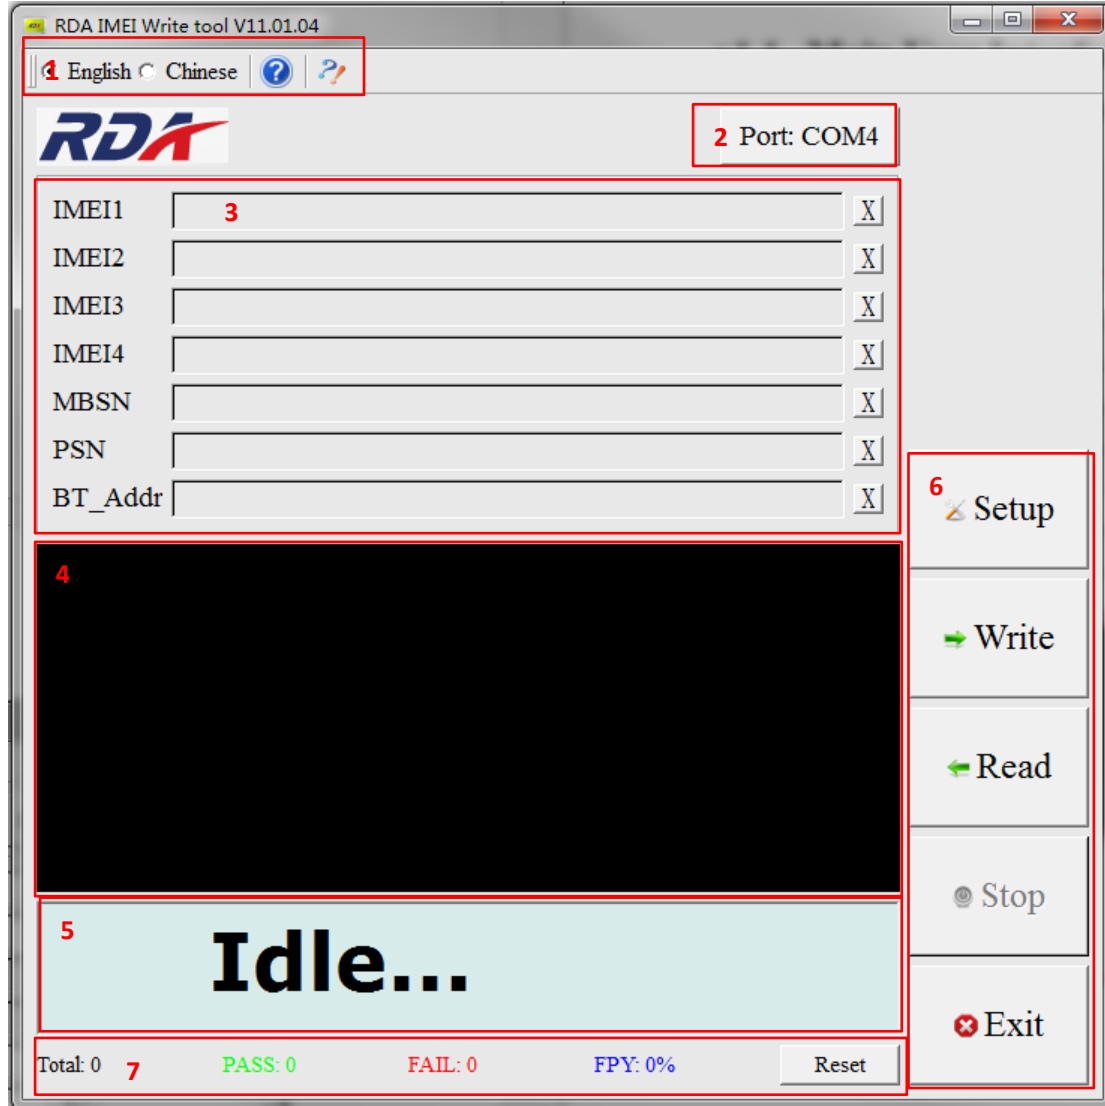 RDA IMEI Write tool V11.01.04
1 English Chinese
RDA
2 Port: COM4
IMEI1 3 X
IMEI2 X
IMEI3 X
IMEI4 X
MBSN X
PSN X
BT_Addr X
6 Setup
4
Write
Read
Stop
5 Idle...
Exit
Total: 0 7 PASS: 0 FAIL: 0 FPY: 0% Reset